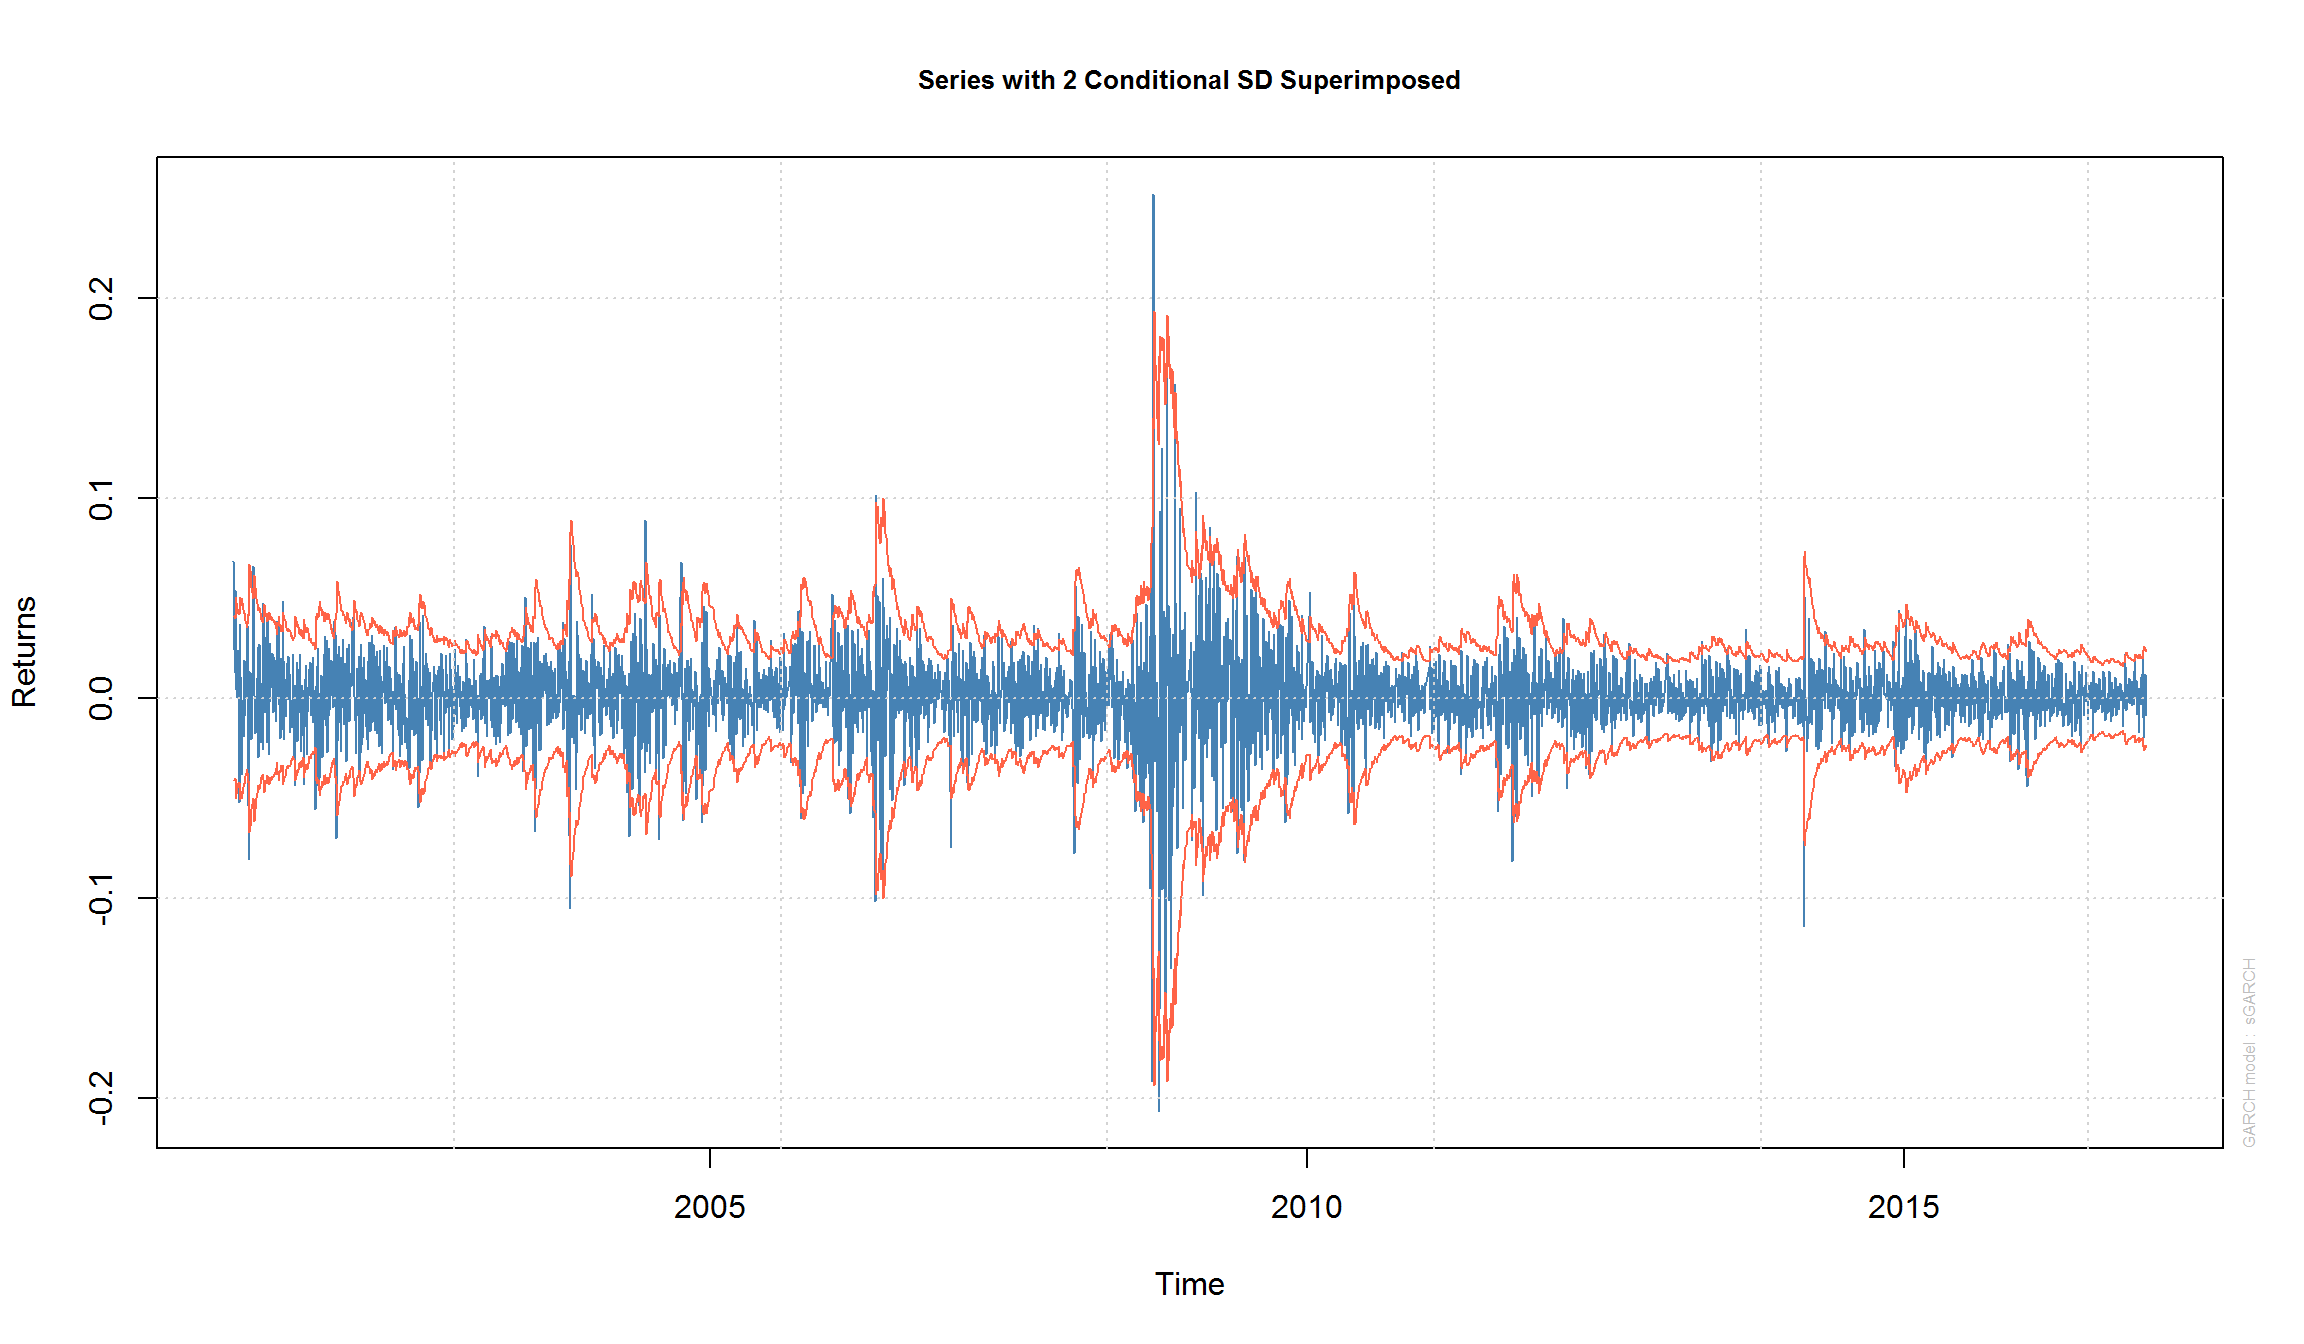 Series with 2 Conditional SD Superimposed
Returns
0.2
0.1
0.0
-0.1
-0.2
2005 2010 2015
Time
GARCH model : sGARCH